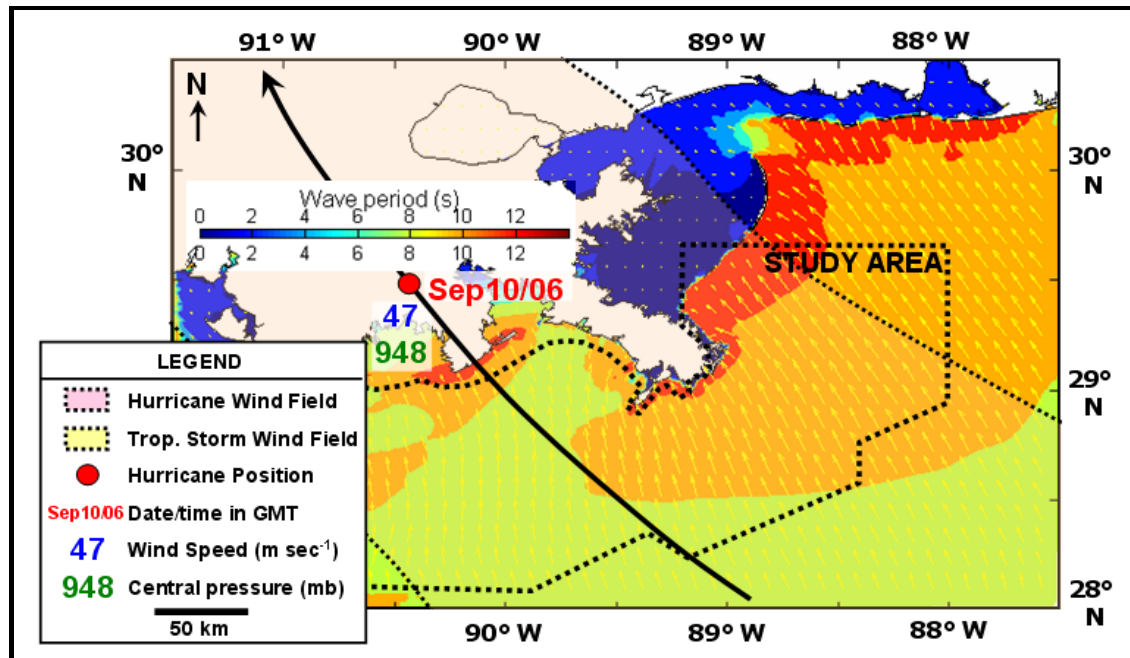 91° W 90° W 89° W 88° W
N
30°
N
30°
N
Wave period (s)
0 2 4 6 8 10 12
0 2 4 6 8 10 12
STUDY AREA
Sep10/06
47
948
29°
N
LEGEND
Hurricane Wind Field
Trop. Storm Wind Field
Hurricane Position
Sep10/06 Date/time in GMT
47 Wind Speed (m sec-1)
948 Central pressure (mb)
50 km
28°
N
90° W 89° W 88° W